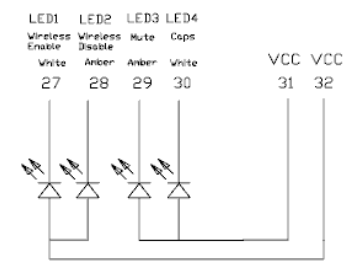 LED1 LED2 LED3 LED4
Wireless Enable Wireless Disable Mute Caps
White Amber Amber White
VCC VCC
27 28 29 30 31 32